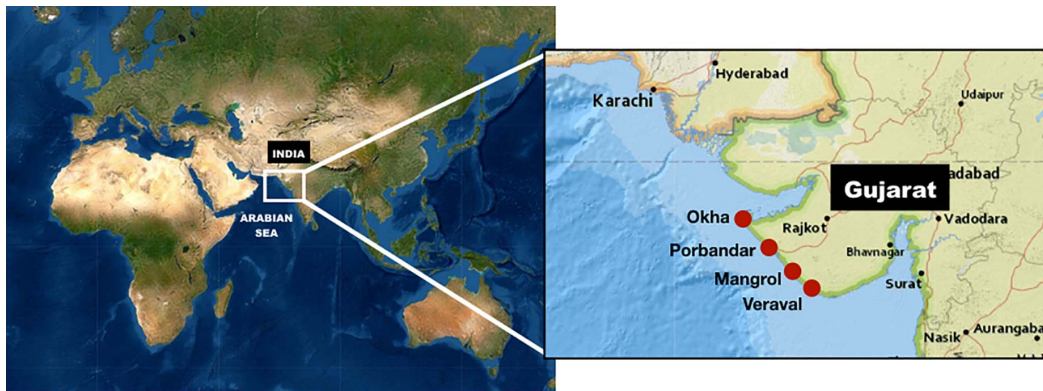 INDIA
ARABIAN
SEA
Hyderabad
Karachi
Udaipur
Gujarat
adabad
Okha
Rajkot
Vadodara
Porbandar
Bhavnagar
Mangrol
Surat
Veraval
Nasik
Aurangaba